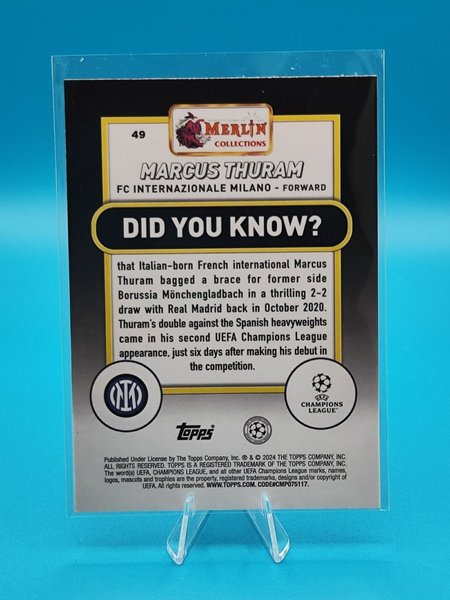 49
MERLIN
COLLECTIONS
MARCUS THURAM
FC INTERNAZIONALE MILANO - FORWARD
DID YOU KNOW?
that Italian-born French international Marcus
Thuram bagged a brace for former side
Borussia Mönchengladbach in a thrilling 2-2
draw with Real Madrid back in October 2020.
Thuram's double against the Spanish heavyweights
came in his second UEFA Champions League
appearance, just six days after making his debut in
the competition.
UEFA
CHAMPIONS
LEAGUE
topps
Published Under License by The Topps Company, Inc. ® & © 2024 THE TOPPS COMPANY, INC.
ALL RIGHTS RESERVED. TOPPS IS A REGISTERED TRADEMARK OF THE TOPPS COMPANY, INC.
The word(s) UEFA, CHAMPIONS LEAGUE, and all other UEFA Champions League marks, names,
logos, mascots and trophies are the property, registered trademarks, designs and/or copyright of
UEFA. All rights reserved. WWW.TOPPS.COM. CODE#CMP075117.